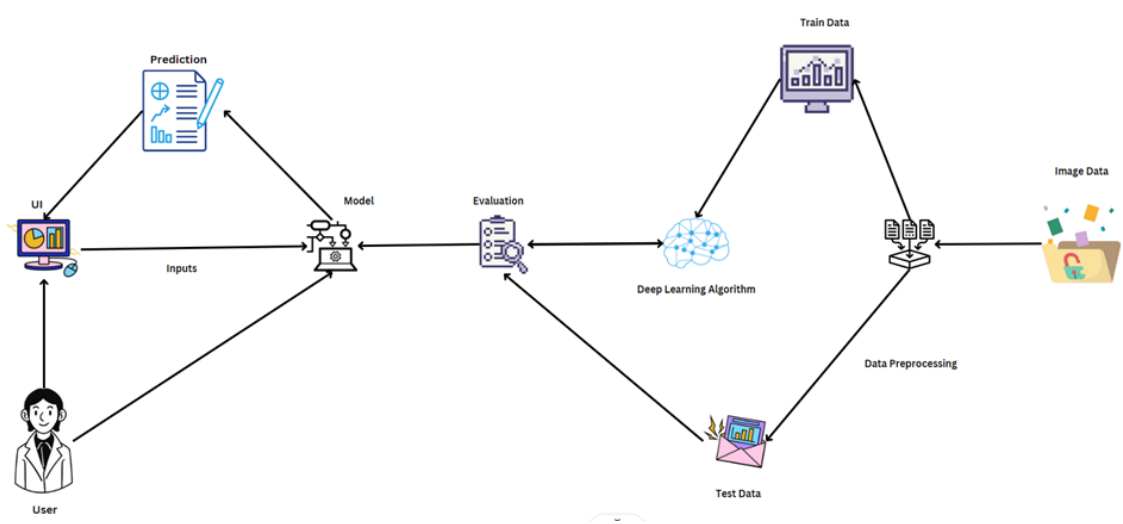 Train Data
Prediction
Image Data
UI
Model
Evaluation
Inputs
Deep Learning Algorithm
Data Preprocessing
Test Data
User